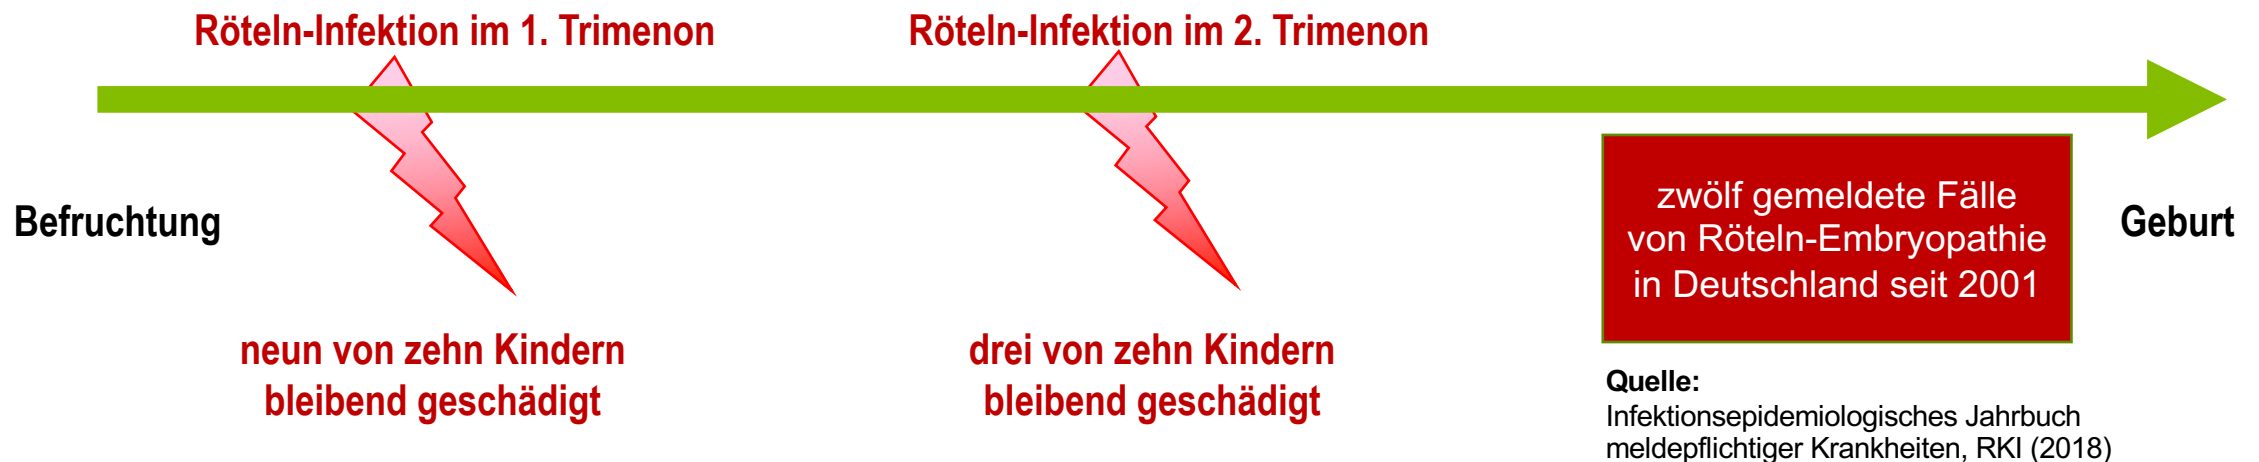 Röteln-Infektion im 1. Trimenon
Röteln-Infektion im 2. Trimenon
Befruchtung
zwölf gemeldete Fälle
von Röteln-Embryopathie
in Deutschland seit 2001
Geburt
neun von zehn Kindern
bleibend geschädigt
drei von zehn Kindern
bleibend geschädigt
Quelle:
Infektionsepidemiologisches Jahrbuch
meldepflichtiger Krankheiten, RKI (2018)